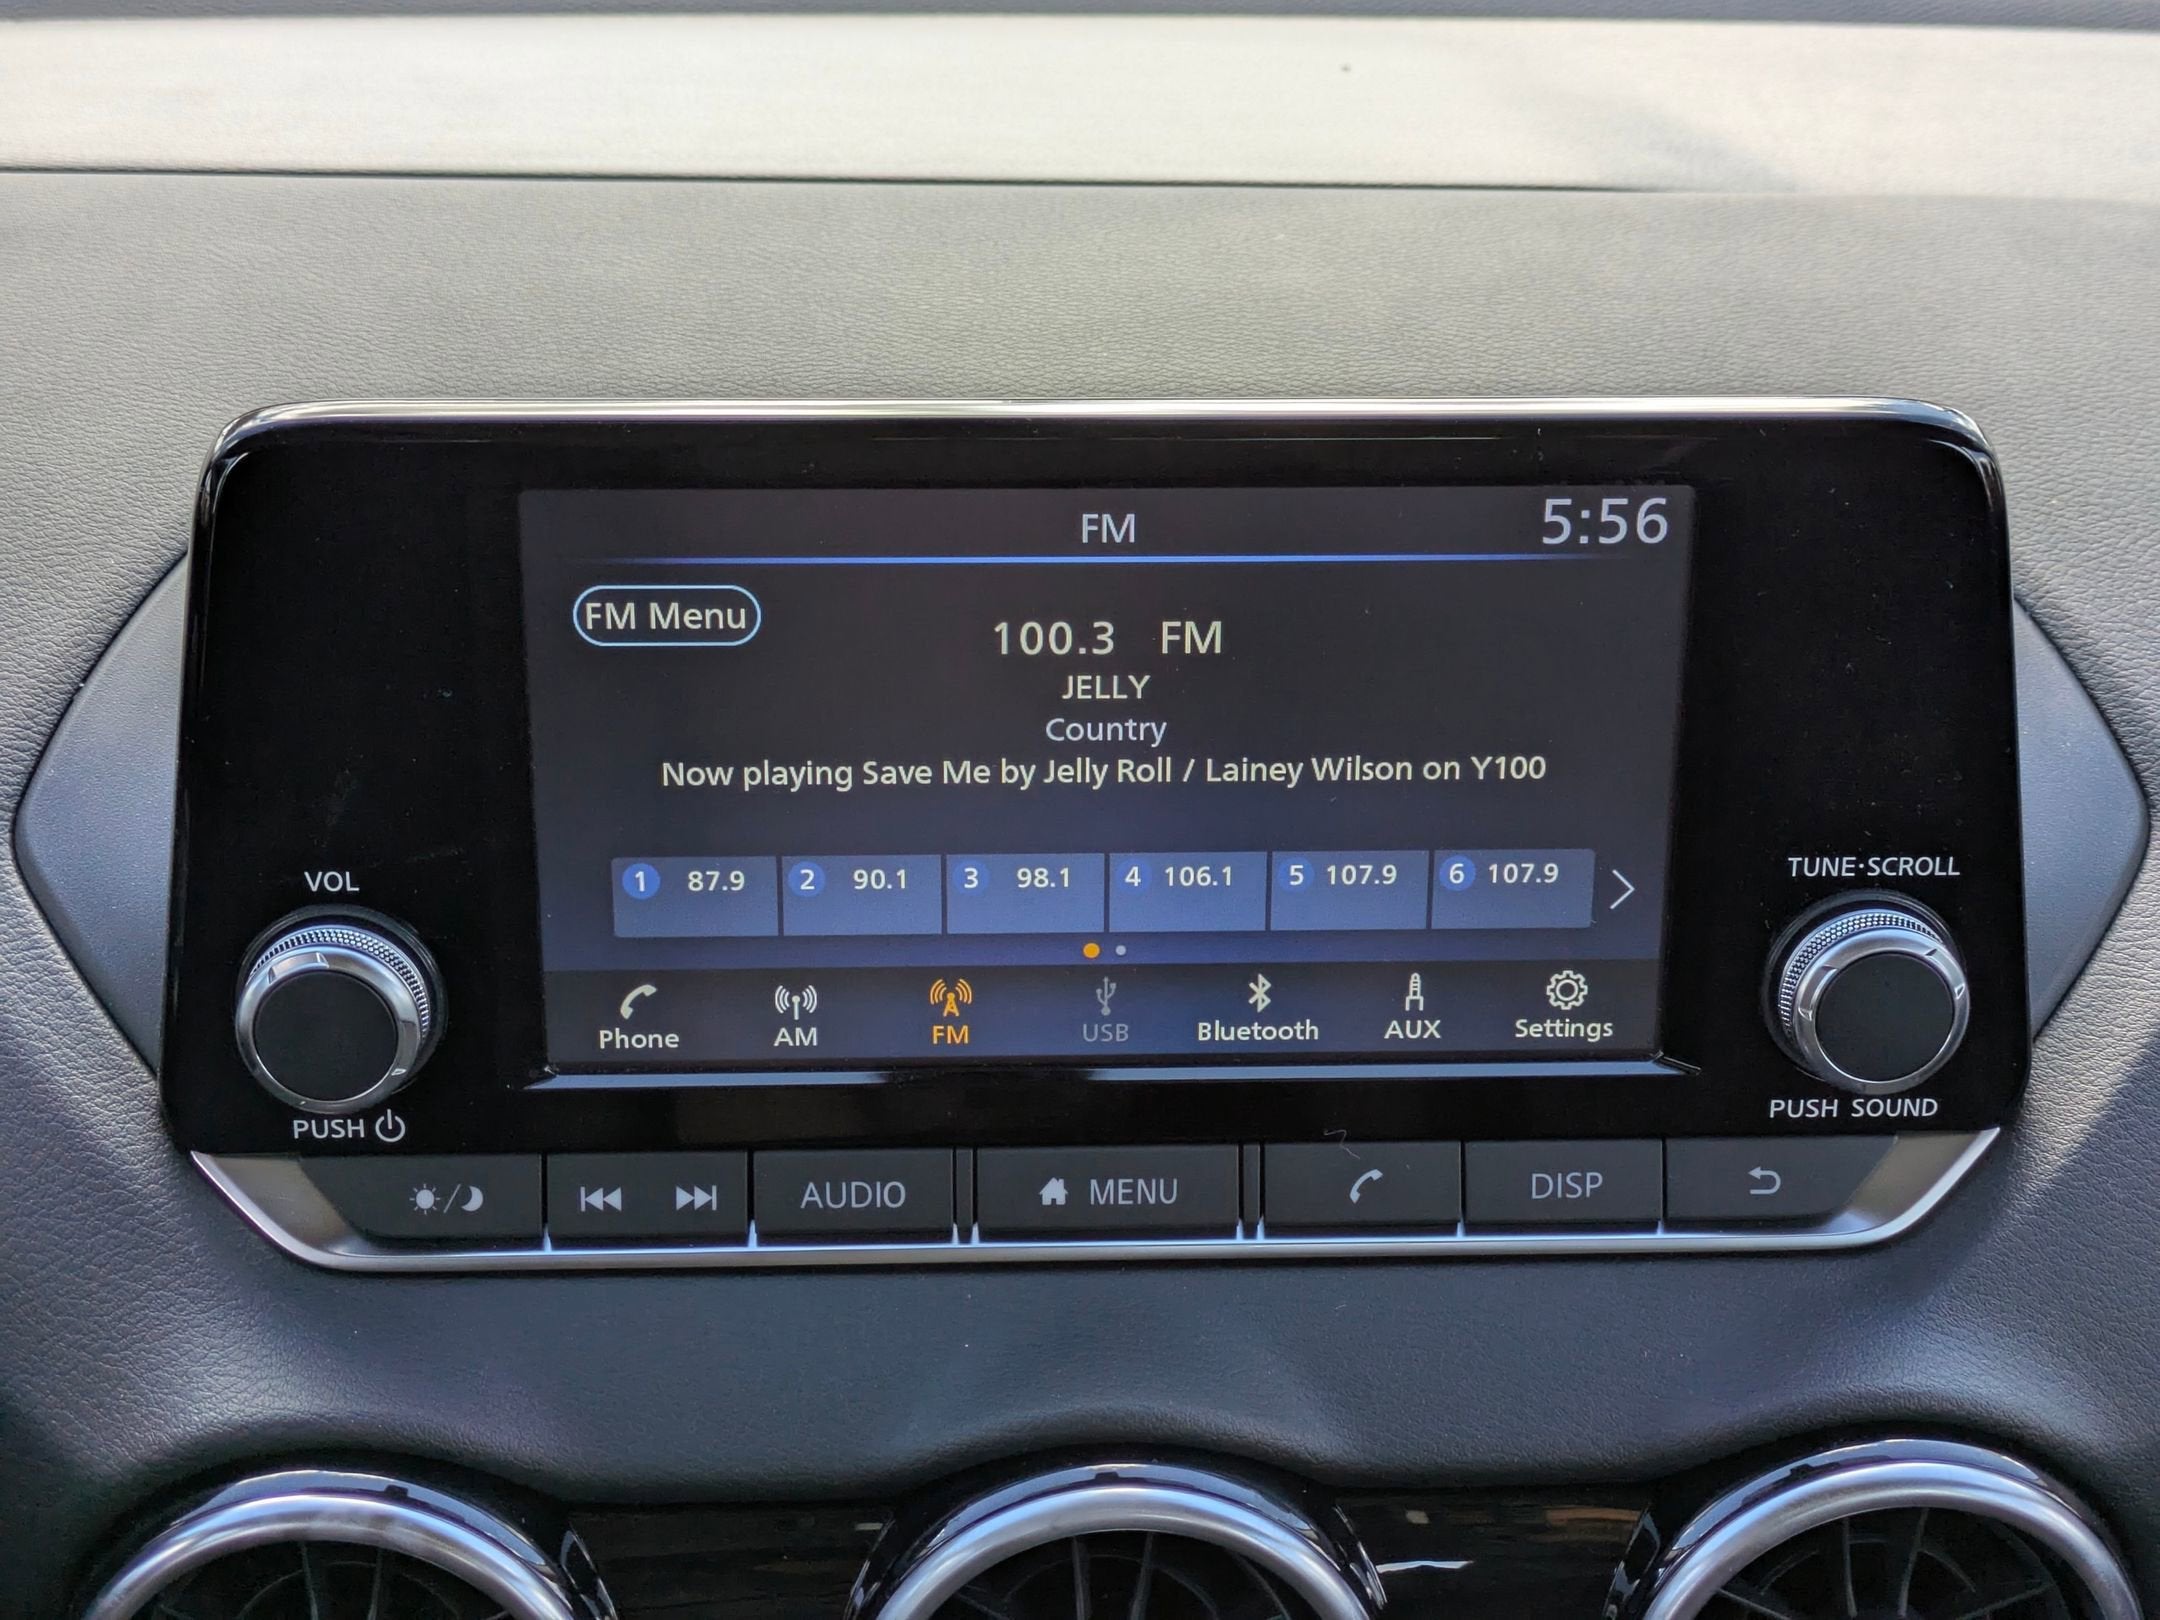 FM 5:56
FM Menu
100.3 FM
JELLY
Country
Now playing Save Me by Jelly Roll / Lainey Wilson on Y100
1 87.9 2 90.1 3 98.1 4 106.1 5 107.9 6 107.9
Phone AM FM USB Bluetooth AUX Settings
VOL
PUSH
TUNE·SCROLL
PUSH SOUND
AUDIO MENU DISP